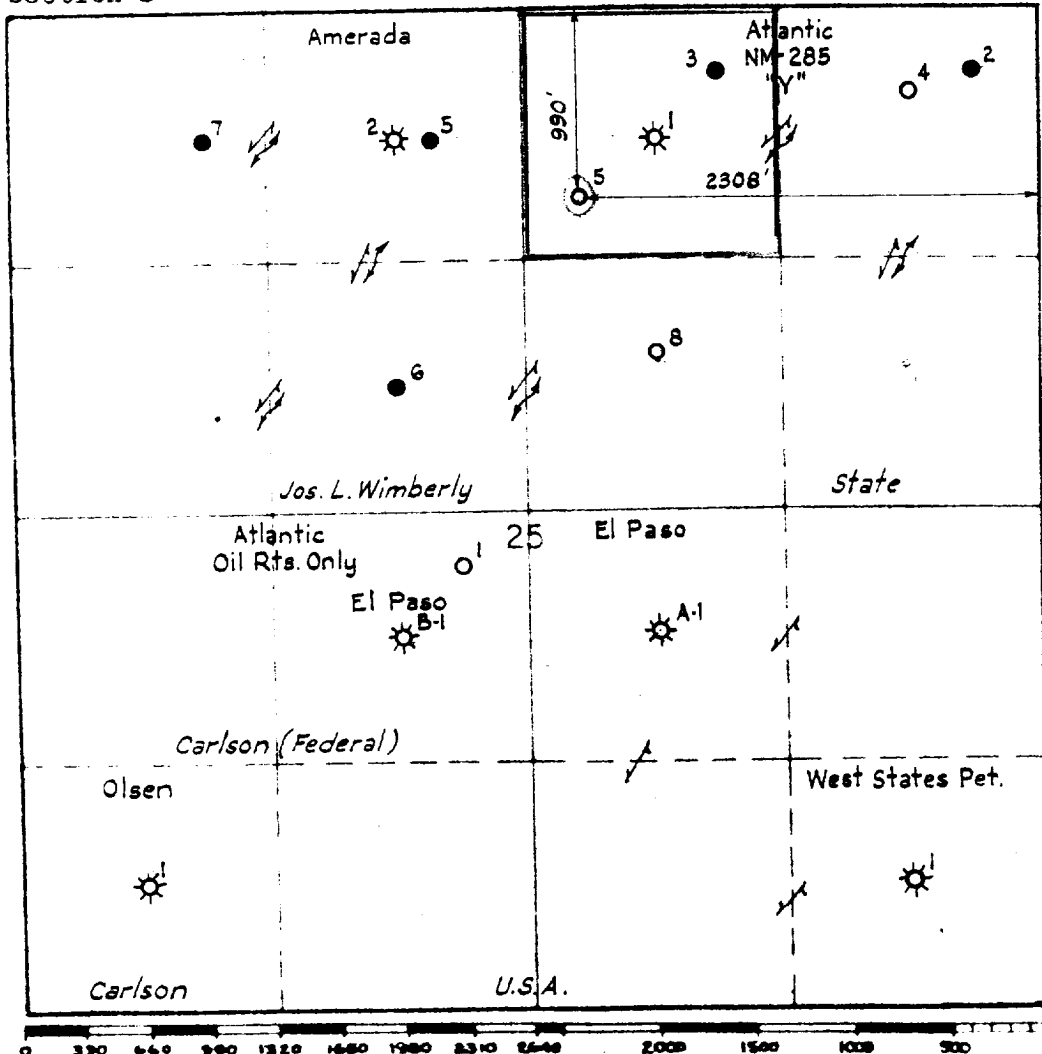 Amerada
Atlantic
NM-285
"Y"
3
2
4
7
2
5
1
990'
5
2308'
8
6
Jos. L. Wimberly
State
Atlantic
Oil Rts. Only
25
El Paso
1
El Paso
B-1
A-1
Carlson (Federal)
Olsen
West States Pet.
1
1
Carlson
U.S.A.
0 330 660 990 1320 1650 1980 2310 2640 2000 1500 1000 500